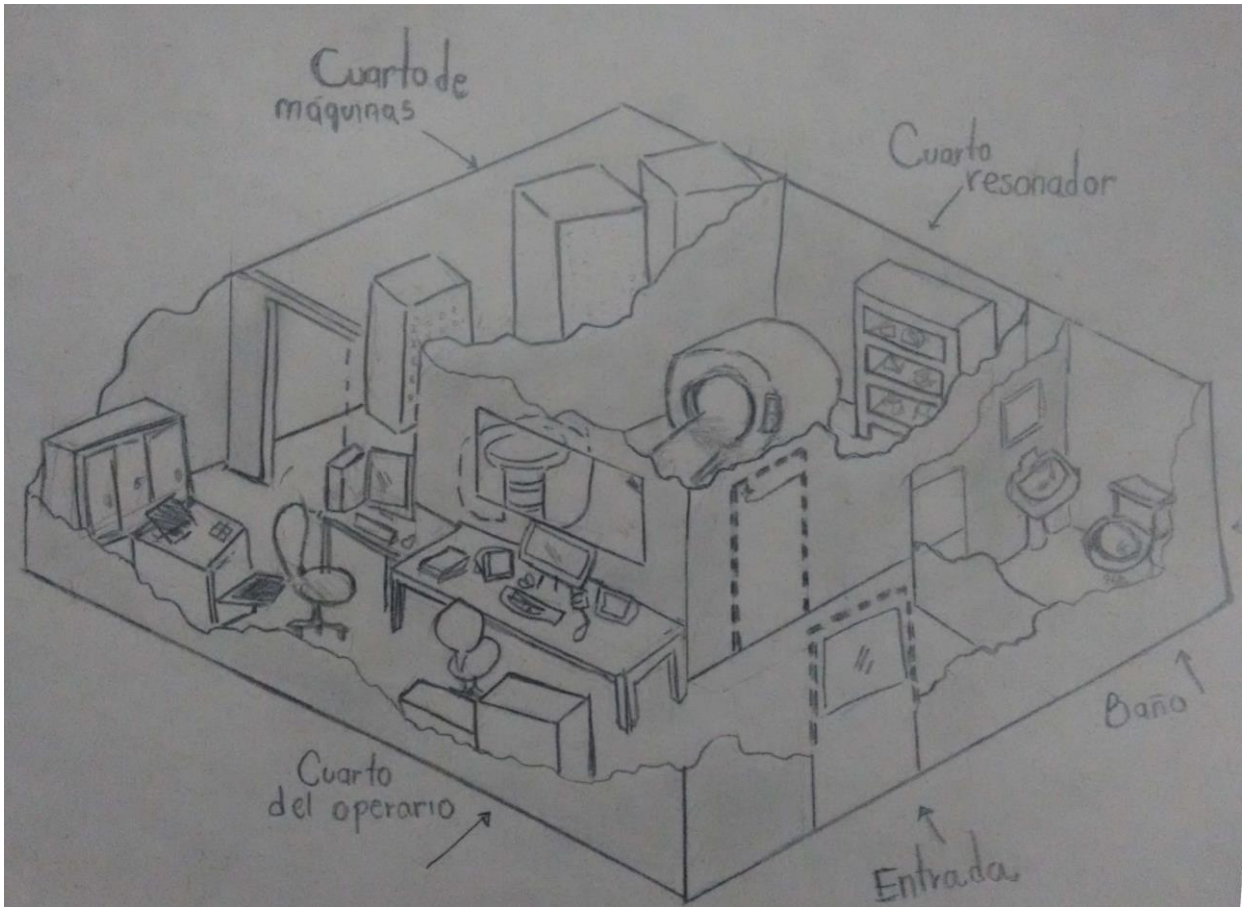 Cuarto de
máquinas
Cuarto
resonador
Cuarto
del operario
Baño
Entrada